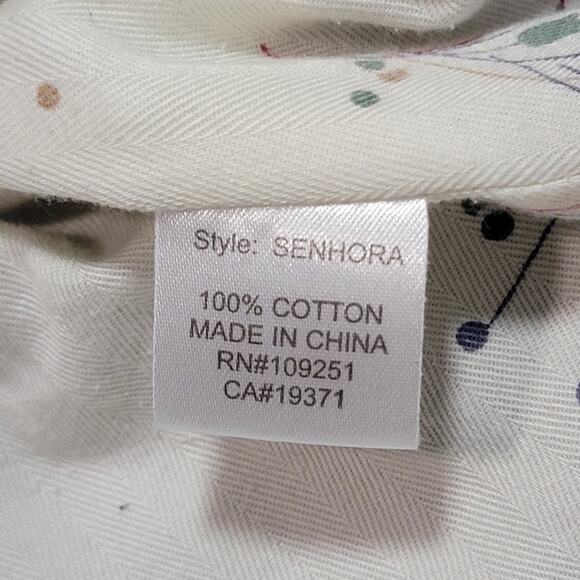 Style: SENHORA
100% COTTON
MADE IN CHINA
RN#109251
CA#19371